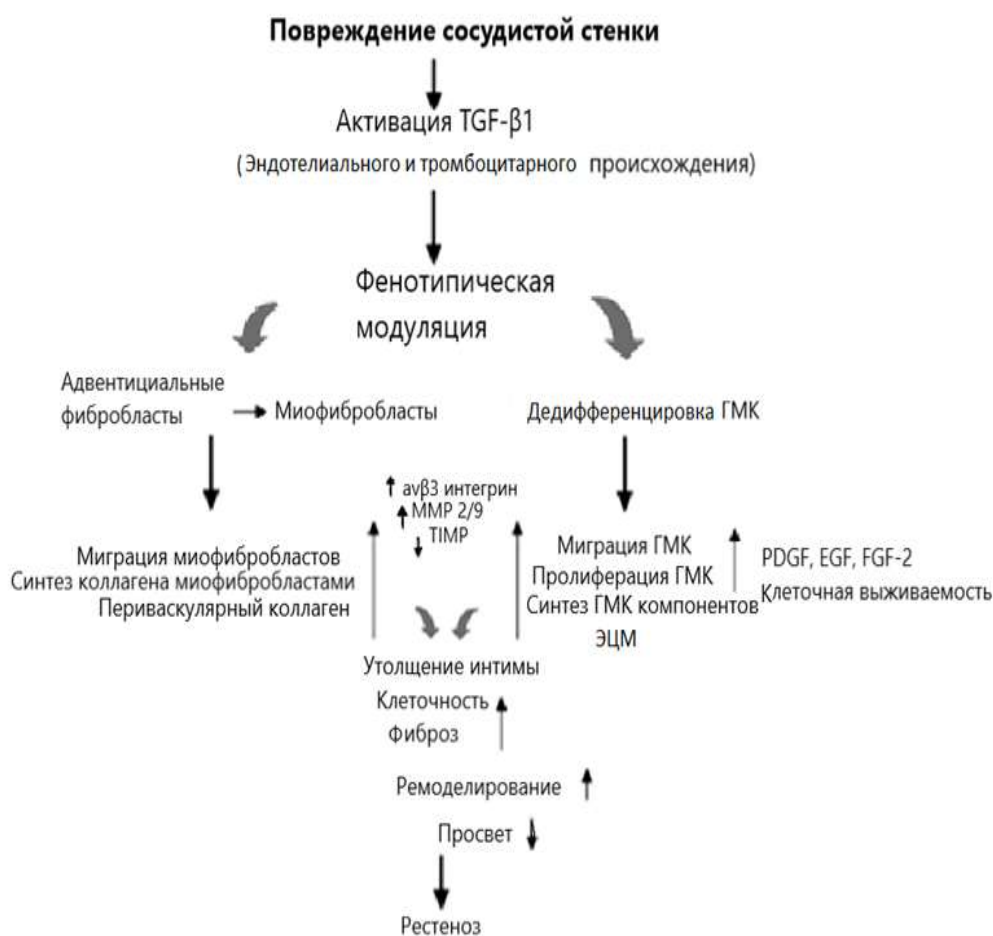 Повреждение сосудистой стенки
Активация TGF-β1
(Эндотелиального и тромбоцитарного происхождения)
Фенотипическая
модуляция
Адвентициальные
фибробласты
Миофибробласты
Дедифференцировка ГМК
avβ3 интегрин
MMP 2/9
TIMP
Миграция миофибробластов
Синтез коллагена миофибробластами
Периваскулярный коллаген
Миграция ГМК
Пролиферация ГМК
Синтез ГМК компонентов
ЭЦМ
PDGF, EGF, FGF-2
Клеточная выживаемость
Утолщение интимы
Клеточность
Фиброз
Ремоделирование
Просвет
Рестеноз